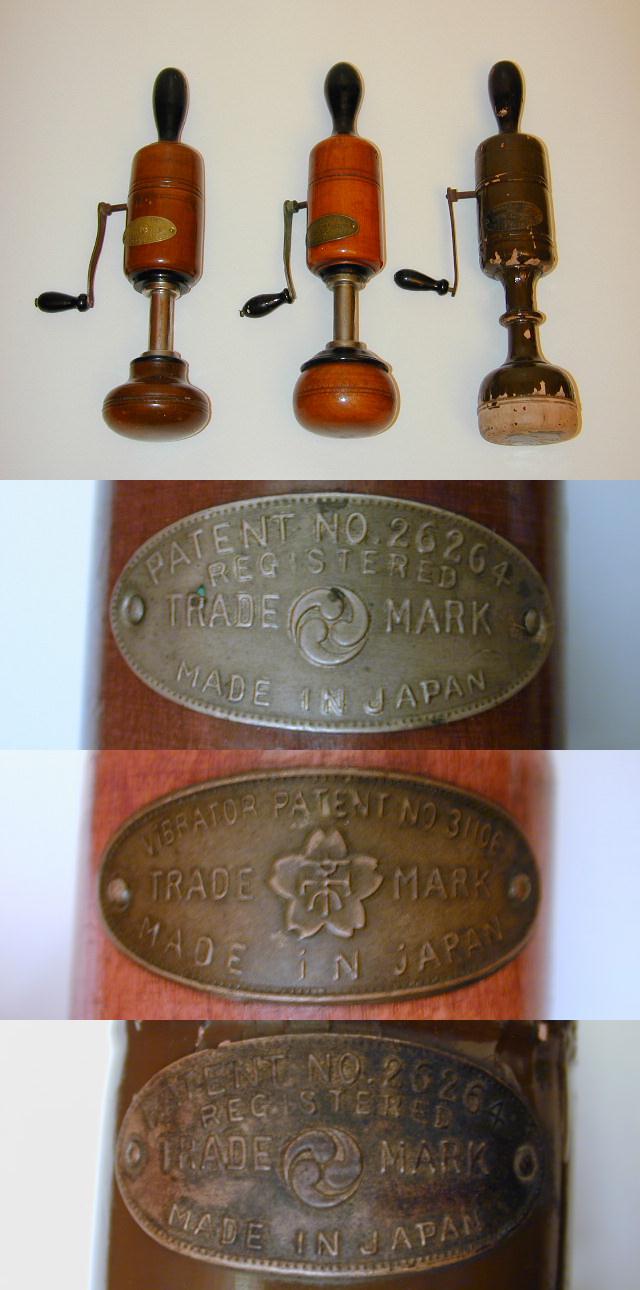 PATENT NO. 26264
REGISTERED
TRADE MARK
MADE IN JAPAN
VIBRATOR PATENT NO 31106
TRADE MARK
MADE iN JAPAN
PATENT NO. 26264
REGISTERED
TRADE MARK
MADE IN JAPAN